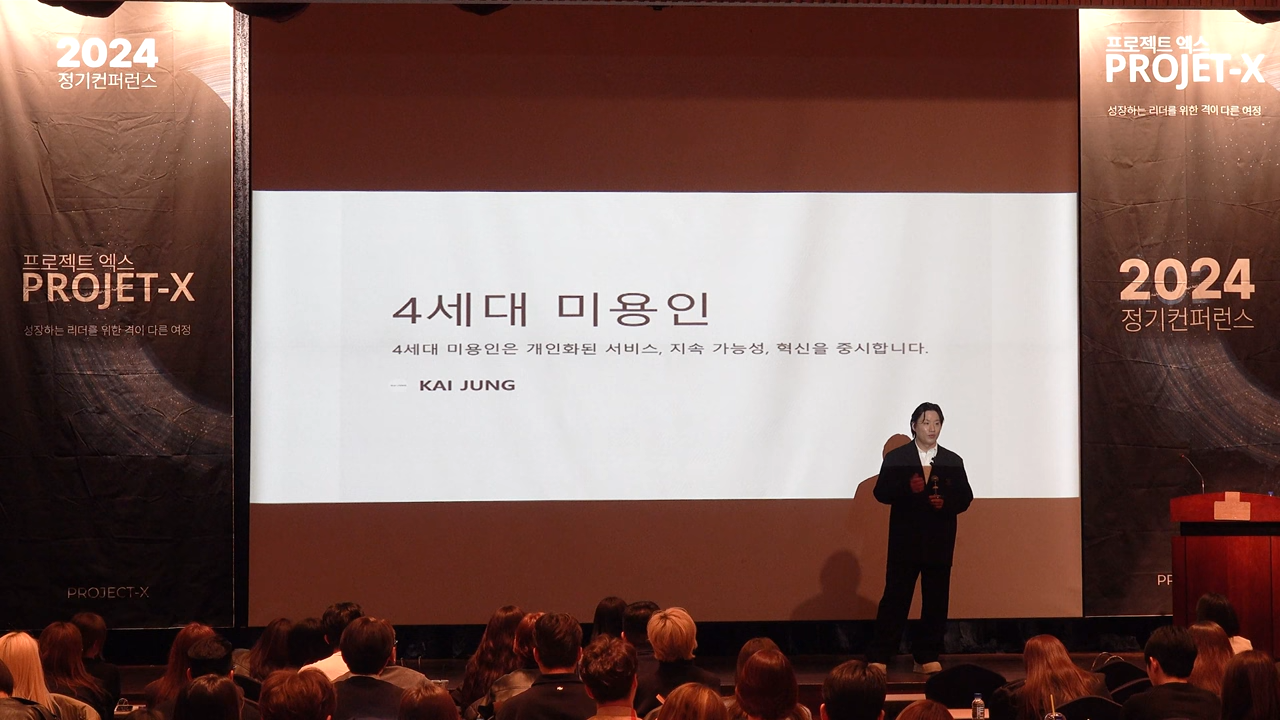 2024
정기컨퍼런스
프로젝트 엑스
PROJET-X
성장하는 리더를 위한 격이 다른 여정
PROJECT-X
4세대 미용인
4세대 미용인은 개인화된 서비스, 지속 가능성, 혁신을 중시합니다.
KAI JUNG
프로젝트 엑스
PROJET-X
성장하는 리더를 위한 격이 다른 여정
2024
정기컨퍼런스
PR